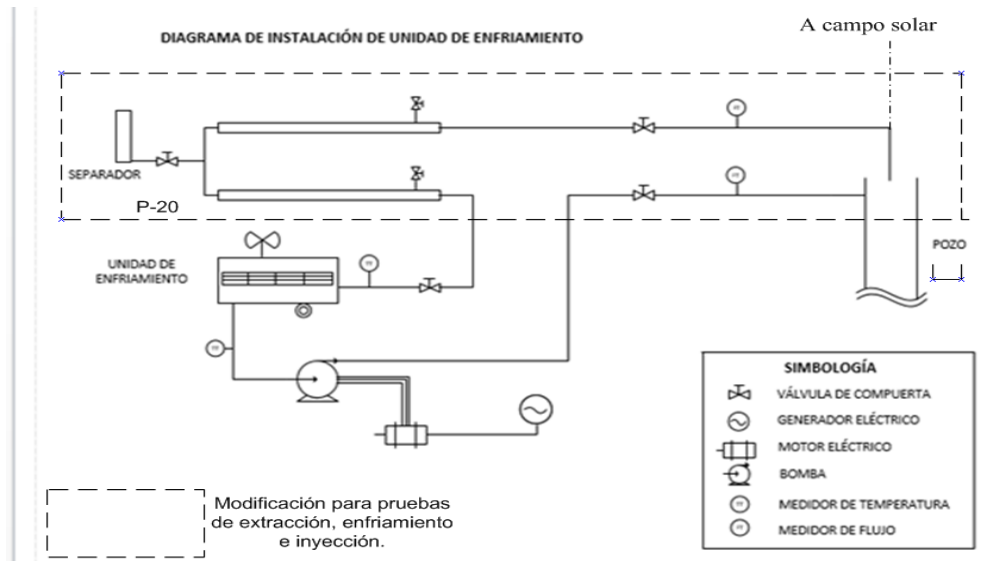 A campo solar
DIAGRAMA DE INSTALACIÓN DE UNIDAD DE ENFRIAMIENTO
SEPARADOR
P-20
POZO
UNIDAD DE
ENFRIAMIENTO
SIMBOLOGÍA
VÁLVULA DE COMPUERTA
GENERADOR ELÉCTRICO
MOTOR ELÉCTRICO
BOMBA
MEDIDOR DE TEMPERATURA
MEDIDOR DE FLUJO
Modificación para pruebas
de extracción, enfriamiento
e inyección.